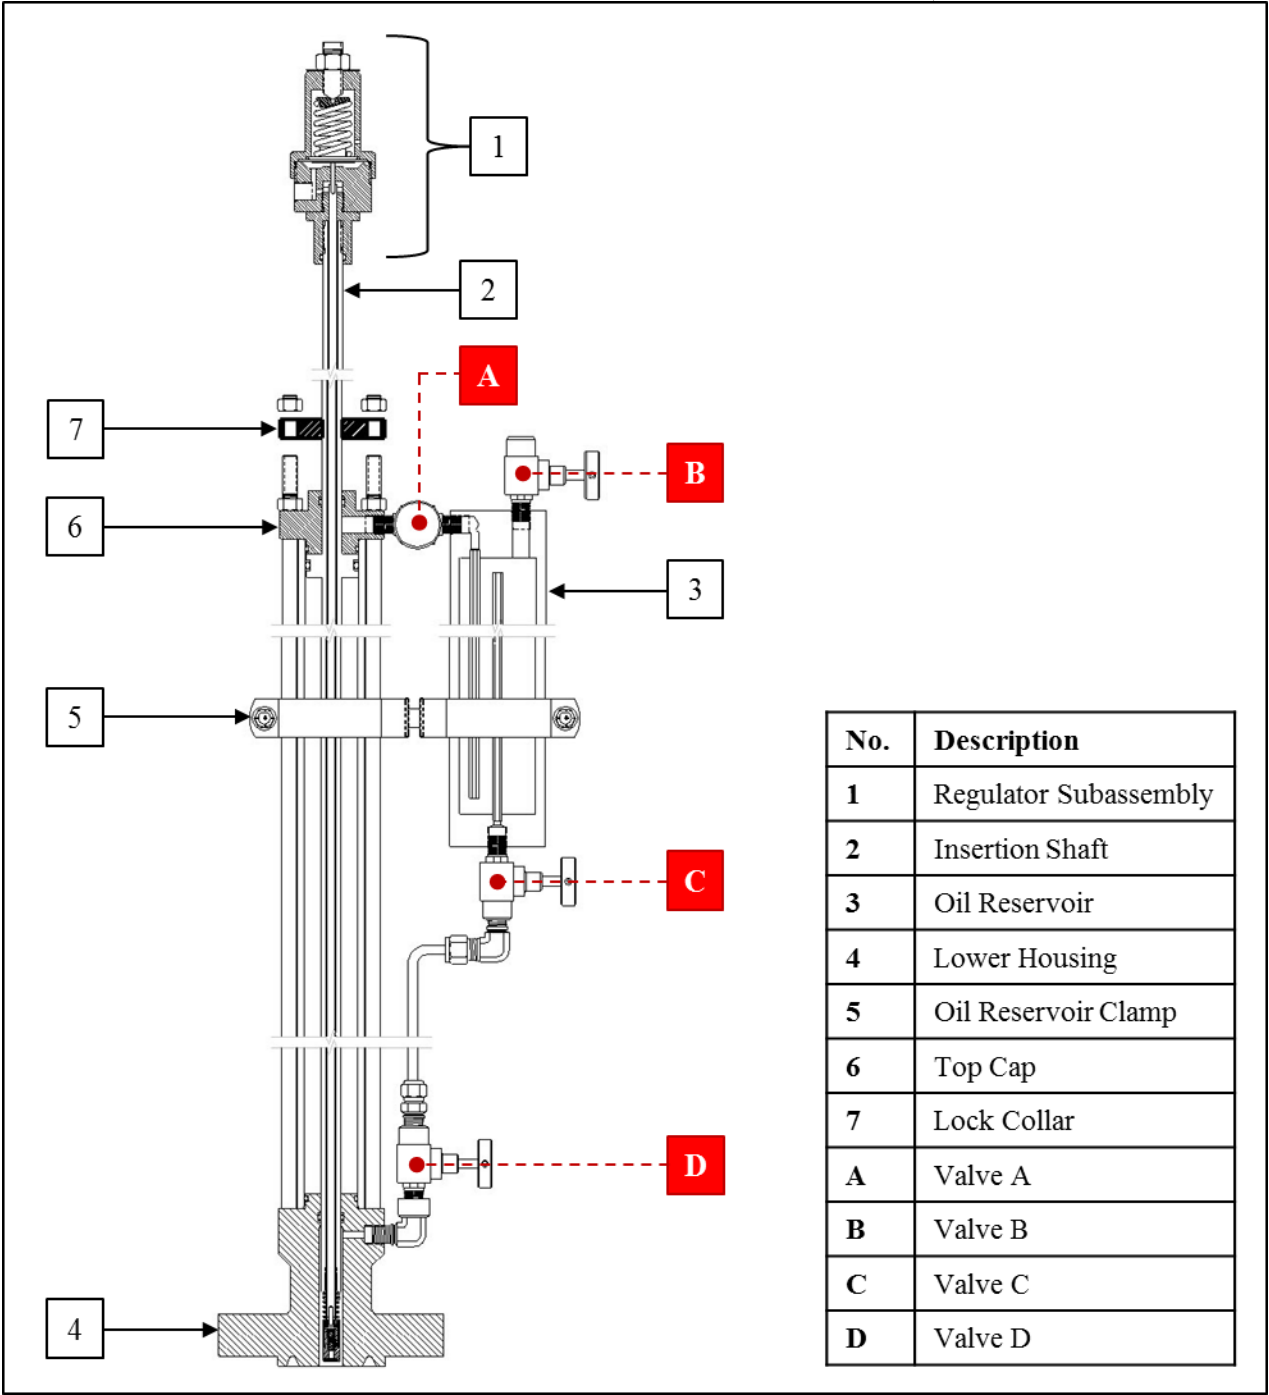 1
2
A
7
B
6
3
5
C
D
4
No. Description
1 Regulator Subassembly
2 Insertion Shaft
3 Oil Reservoir
4 Lower Housing
5 Oil Reservoir Clamp
6 Top Cap
7 Lock Collar
A Valve A
B Valve B
C Valve C
D Valve D